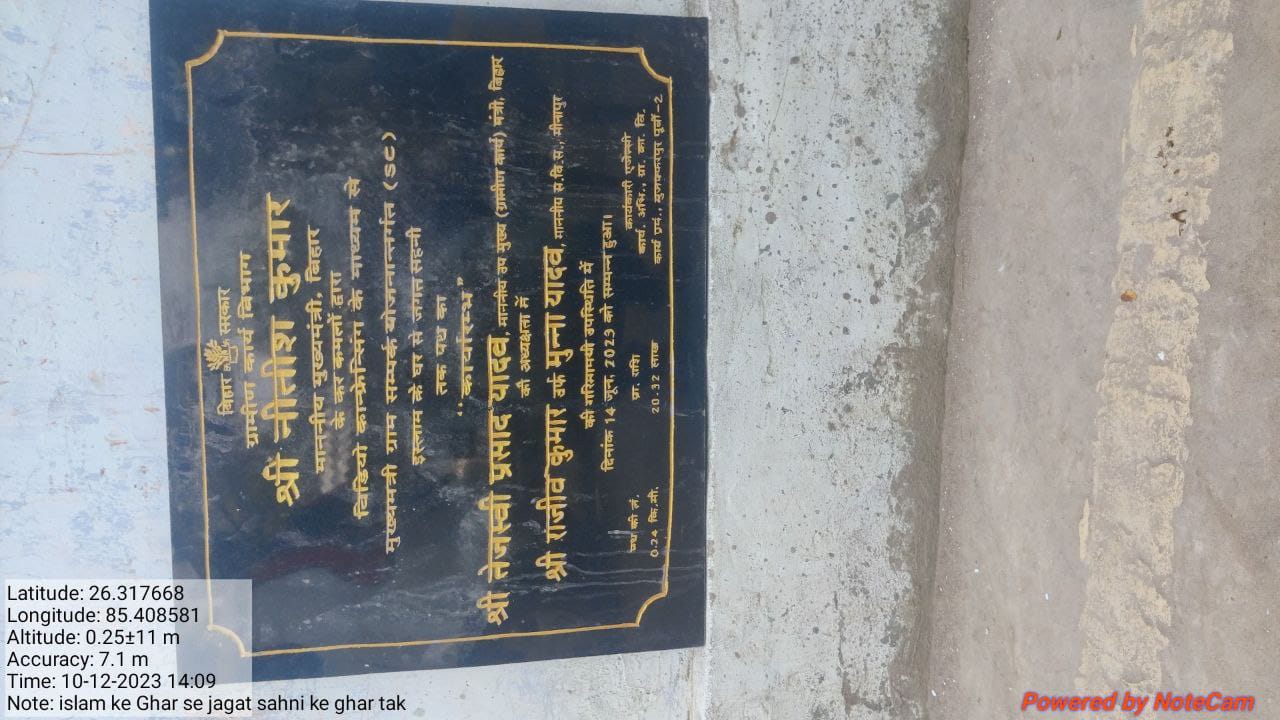 बिहार सरकार
ग्रामीण कार्य विभाग
श्री नीतीश कुमार
माननीय मुख्यमंत्री, बिहार
के कर कमलों द्वारा
विडियो कान्फ्रेन्सिंग के माध्यम से
मुख्यमंत्री ग्राम सम्पर्क योजनान्तर्गत (SC)
इस्लाम के घर से जगत सहनी
तक पथ का
“कार्यारम्भ”
श्री तेजस्वी प्रसाद यादव, माननीय उप मुख्य (ग्रामीण कार्य) मंत्री, बिहार
की अध्यक्षता में
श्री राजीव कुमार उर्फ मुन्ना यादव, माननीय स.वि.स., मीनापुर
की गरिमामयी उपस्थिति में
दिनांक 14 जून, 2023 को सम्पन्न हुआ।
पथ की लं. प्रा. राशि कार्यकारी एजेन्सी
0.24 कि.मी. 20.32 लाख कार्य. अभि., ग्रा. का. वि.
कार्य प्रमं., मुजफ्फरपुर पूर्वी-2
Latitude: 26.317668
Longitude: 85.408581
Altitude: 0.25±11 m
Accuracy: 7.1 m
Time: 10-12-2023 14:09
Note: islam ke Ghar se jagat sahni ke ghar tak
Powered by NoteCam